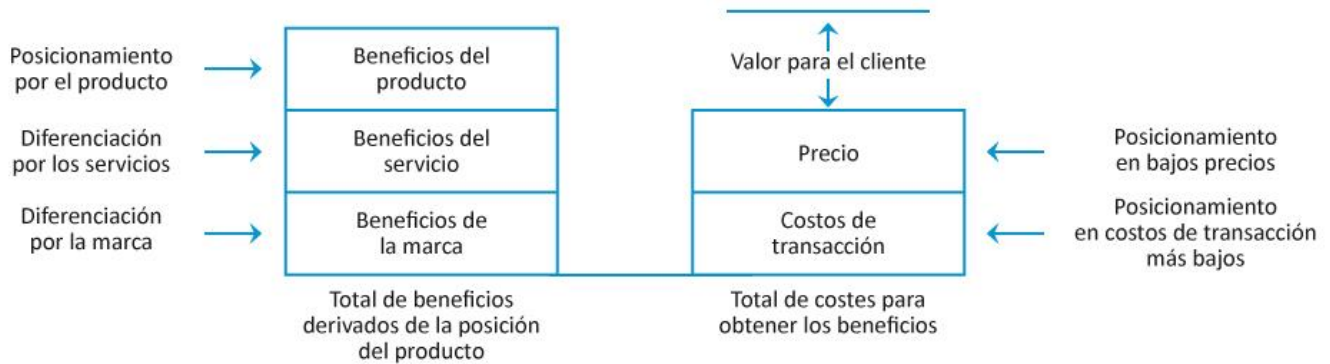 Posicionamiento
por el producto
Beneficios del
producto
Valor para el cliente
Diferenciación
por los servicios
Beneficios del
servicio
Precio
Posicionamiento
en bajos precios
Diferenciación
por la marca
Beneficios de
la marca
Costos de
transacción
Posicionamiento
en costos de transacción
más bajos
Total de beneficios
derivados de la posición
del producto
Total de costes para
obtener los beneficios